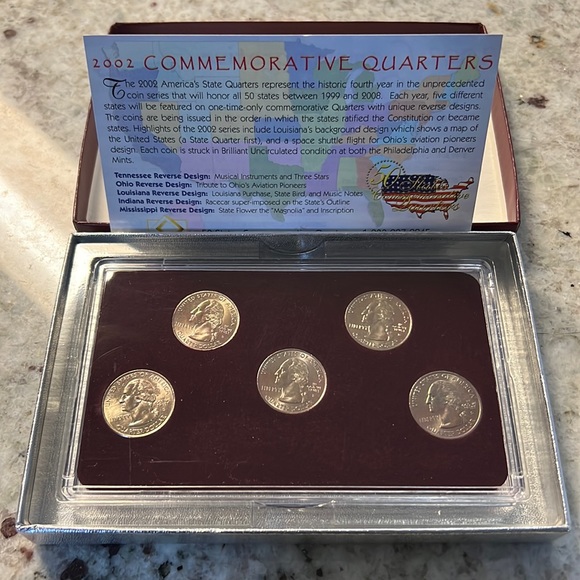 2002 COMMEMORATIVE QUARTERS
The 2002 America's State Quarters represent the historic fourth year in the unprecedented
coin series that will honor all 50 states between 1999 and 2008. Each year, five different
states will be featured on one-time-only commemorative Quarters with unique reverse designs.
The coins are being issued in the order in which the states ratified the Constitution or became
states. Highlights of the 2002 series include Louisiana's background design which shows a map of
the United States (a State Quarter first), and a space shuttle flight for Ohio's aviation pioneers
design. Each coin is struck in Brilliant Uncirculated condition at both the Philadelphia and Denver
Mints.
Tennessee Reverse Design: Musical Instruments and Three Stars
Ohio Reverse Design: Tribute to Ohio's Aviation Pioneers
Louisiana Reverse Design: Louisiana Purchase, State Bird, and Music Notes
Indiana Reverse Design: Racecar super-imposed on the State's Outline
Mississippi Reverse Design: State Flower the "Magnolia" and Inscription
50